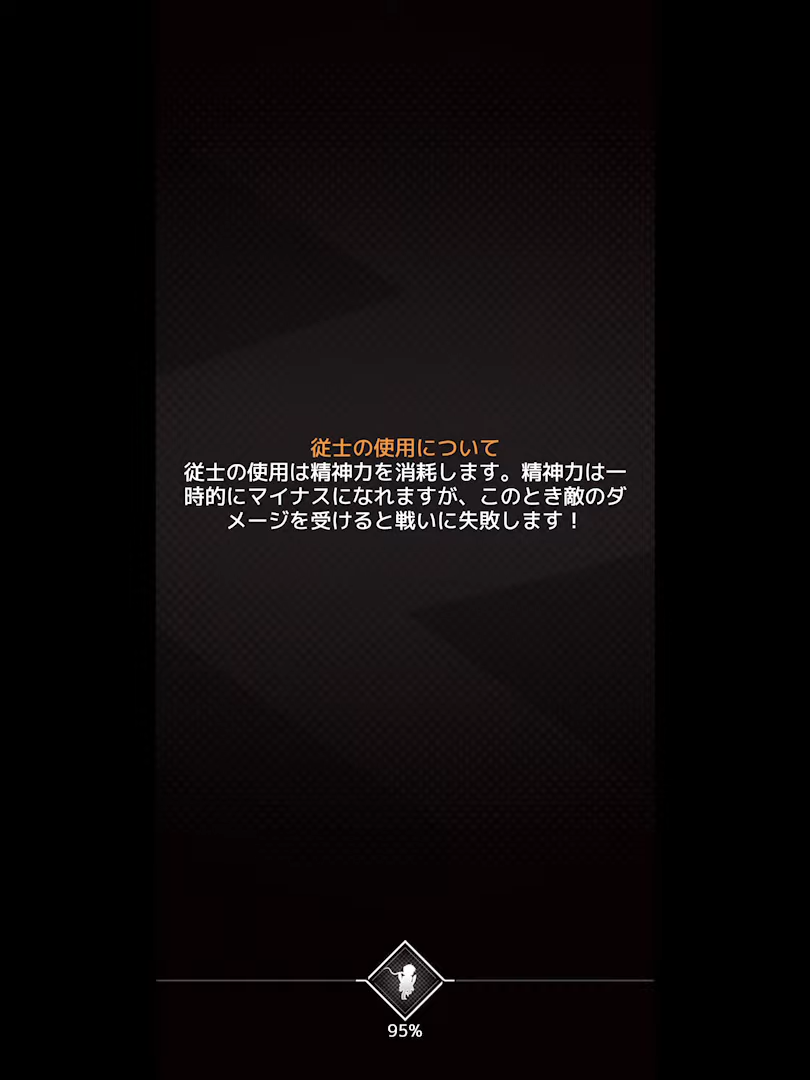 従士の使用について
従士の使用は精神力を消耗します。精神力は一
時的にマイナスになれますが、このとき敵のダ
メージを受けると戦いに失敗します！
95%